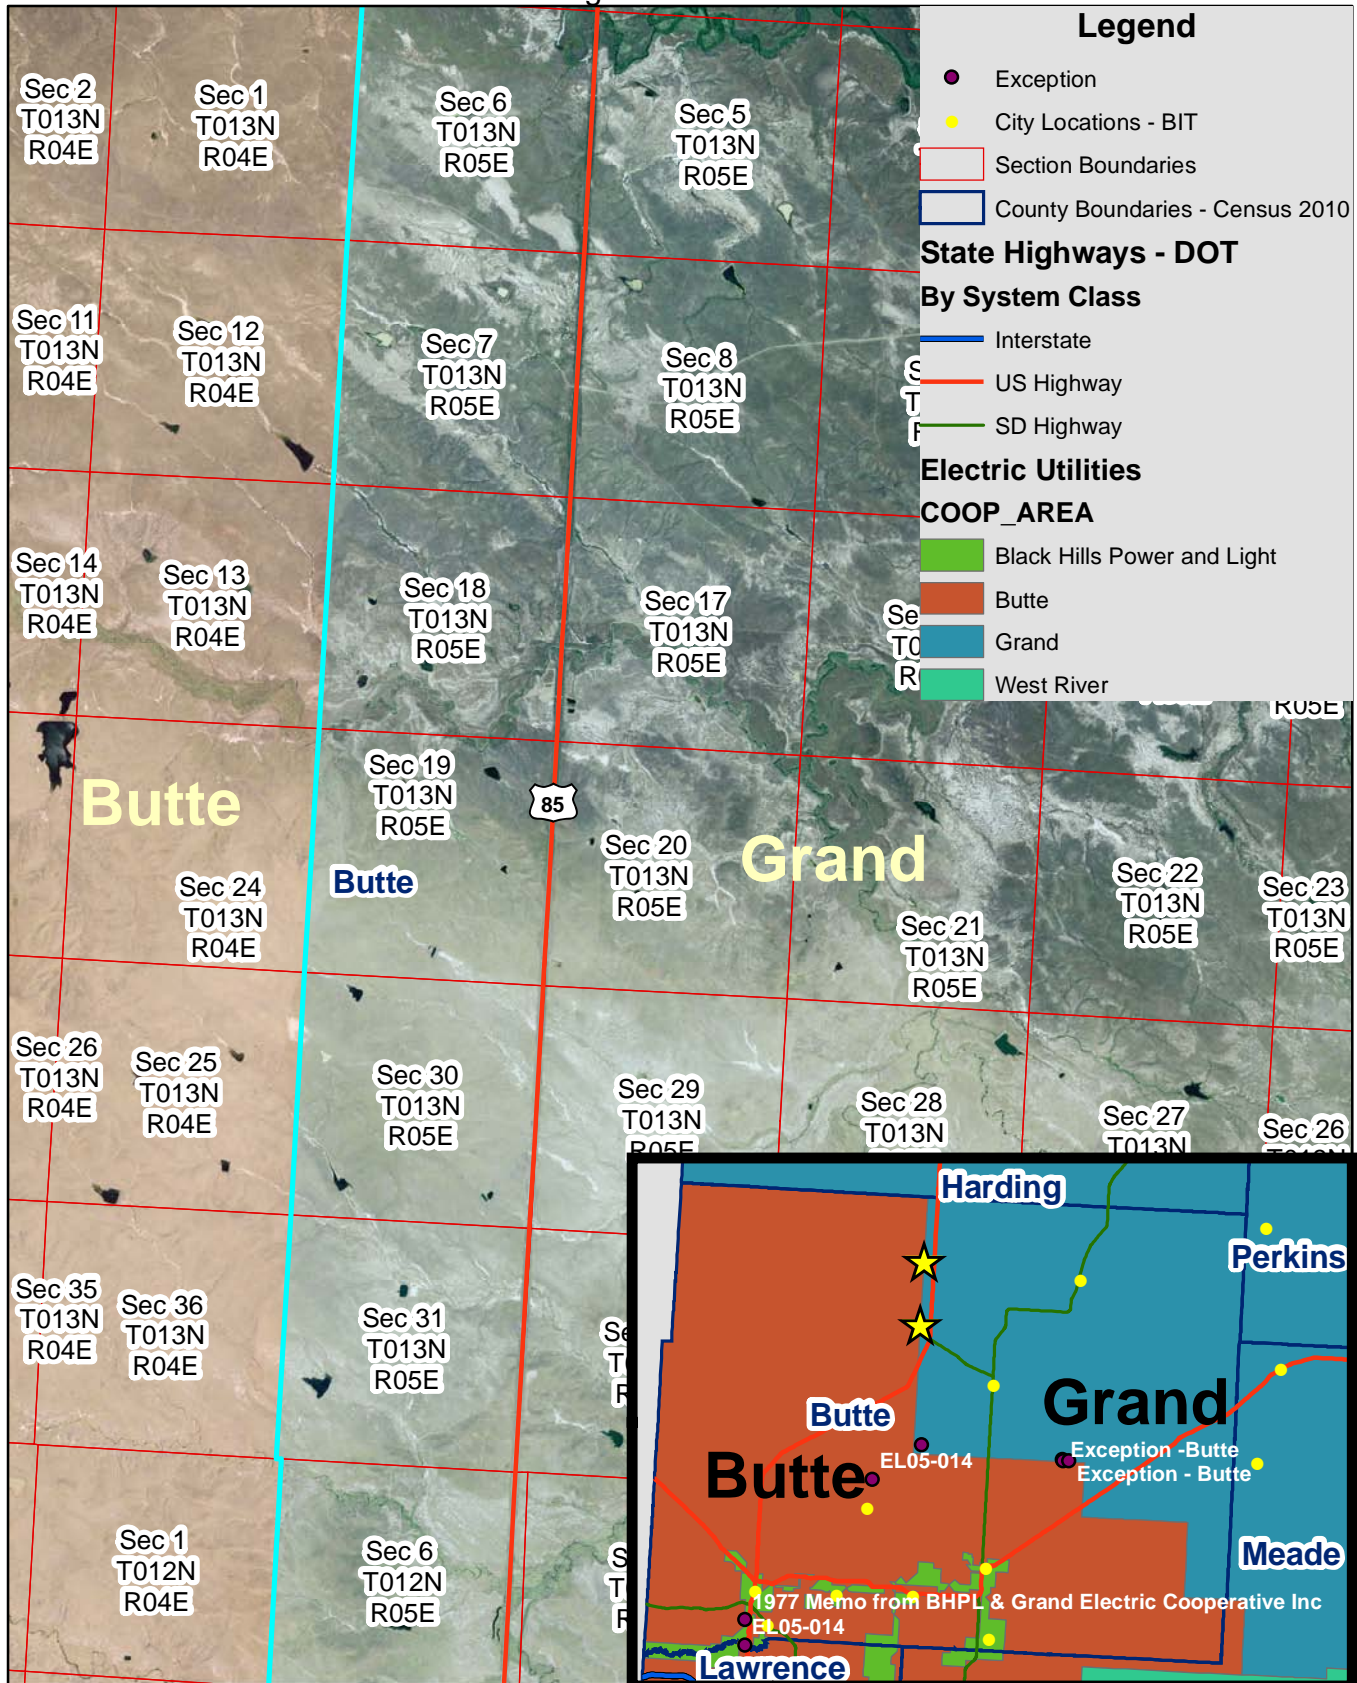 Legend
Exception
City Locations - BIT
Section Boundaries
County Boundaries - Census 2010
State Highways - DOT
By System Class
Interstate
US Highway
SD Highway
Electric Utilities
COOP_AREA
Black Hills Power and Light
Butte
Grand
West River
Sec 2
T013N
R04E
Sec 1
T013N
R04E
Sec 6
T013N
R05E
Sec 5
T013N
R05E
Sec 11
T013N
R04E
Sec 12
T013N
R04E
Sec 7
T013N
R05E
Sec 8
T013N
R05E
Sec 14
T013N
R04E
Sec 13
T013N
R04E
Sec 18
T013N
R05E
Sec 17
T013N
R05E
R05E
Butte
Sec 19
T013N
R05E
85
Sec 20
T013N
R05E
Grand
Sec 24
T013N
R04E
Butte
Sec 21
T013N
R05E
Sec 22
T013N
R05E
Sec 23
T013N
R05E
Sec 26
T013N
R04E
Sec 25
T013N
R04E
Sec 30
T013N
R05E
Sec 29
T013N
R05E
Sec 28
T013N
Sec 27
T013N
Sec 26
Sec 35
T013N
R04E
Sec 36
T013N
R04E
Sec 31
T013N
R05E
Sec 1
T012N
R04E
Sec 6
T012N
R05E
Harding
Perkins
Butte
Grand
Butte
EL05-014
Exception -Butte
Exception - Butte
Meade
1977 Memo from BHPL & Grand Electric Cooperative Inc
EL05-014
Lawrence